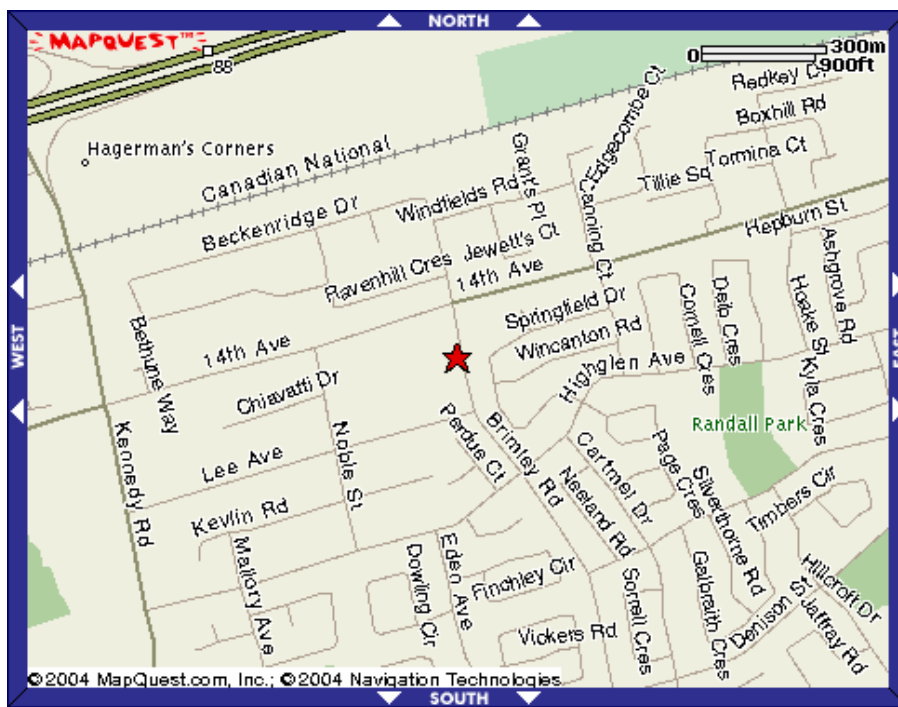 NORTH
MAPQUEST™
88
0 300m
900ft
Redkey Dr
Boxhill Rd
Hagerman's Corners
Canadian National
Grant's Pl
Edgecombe Ct
Tormina Ct
Tillie Sq
Windfields Rd
Beckenridge Dr
Canning Ct
Hepburn St
Ravenhill Cres
Jewett's Ct
14th Ave
Ashgrove Rd
Springfield Dr
Cornell Cres
Delb Cres
Hoake St
Bethune Way
14th Ave
Wincanton Rd
WEST
EAST
Highglen Ave
Kyla Cres
Chiavatti Dr
Randall Park
Kennedy Rd
Noble St
Perdue Ct
Brimley Rd
Cartmel Dr
Page Cres
Lee Ave
Neeland Rd
Silverthorne Rd
Timbers Cir
Kevlin Rd
Mallory Ave
Dowling Cir
Eden Ave
Finchley Cir
Sorrell Cres
Galbraith Cres
Denison St
Hillcroft Dr
Jaffray Rd
Vickers Rd
©2004 MapQuest.com, Inc.; ©2004 Navigation Technologies
SOUTH